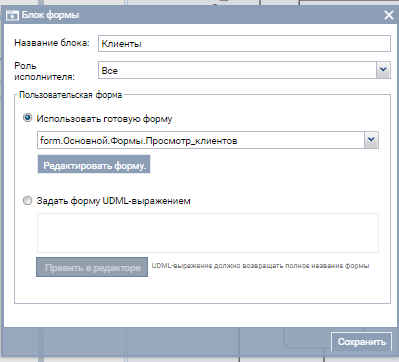 Блок формы
Название блока: Клиенты
Роль исполнителя: Все
Пользовательская форма
Использовать готовую форму
form.Основной.Формы.Просмотр_клиентов
Редактировать форму.
Задать форму UDML-выражением
Править в редакторе UDML-выражение должно возвращать полное название формы
Сохранить